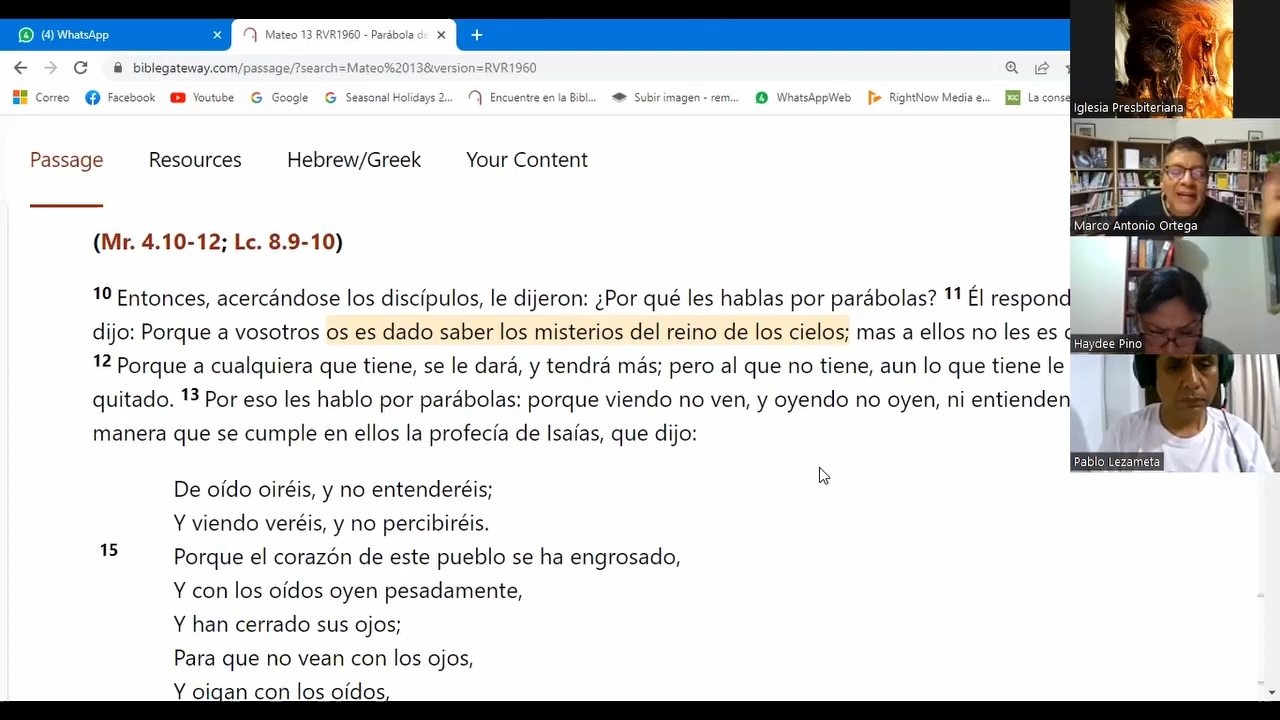 (4) WhatsApp
Mateo 13 RVR1960 - Parábola de
biblegateway.com/passage/?search=Mateo%2013&version=RVR1960
Correo
Facebook
Youtube
Google
Seasonal Holidays 2...
Encuentre en la Bibl...
Subir imagen - rem...
WhatsAppWeb
RightNow Media e...
La conse
Passage
Resources
Hebrew/Greek
Your Content
(Mr. 4.10-12; Lc. 8.9-10)
10 Entonces, acercándose los discípulos, le dijeron: ¿Por qué les hablas por parábolas? 11 Él respond
dijo: Porque a vosotros os es dado saber los misterios del reino de los cielos; mas a ellos no les es
12 Porque a cualquiera que tiene, se le dará, y tendrá más; pero al que no tiene, aun lo que tiene le
quitado. 13 Por eso les hablo por parábolas: porque viendo no ven, y oyendo no oyen, ni entienden
manera que se cumple en ellos la profecía de Isaías, que dijo:
De oído oiréis, y no entenderéis;
Y viendo veréis, y no percibiréis.
15 Porque el corazón de este pueblo se ha engrosado,
Y con los oídos oyen pesadamente,
Y han cerrado sus ojos;
Para que no vean con los ojos,
Y oigan con los oídos,
Iglesia Presbiteriana
Marco Antonio Ortega
Haydee Pino
Pablo Lezameta